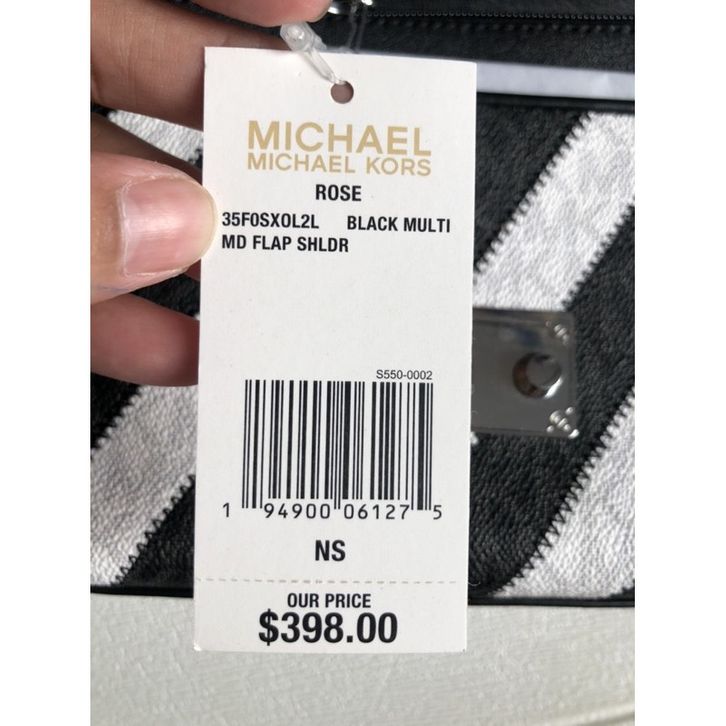 MICHAEL
MICHAEL KORS
ROSE
35F0SXOL2L BLACK MULTI
MD FLAP SHLDR
S550-0002
1 94900 06127 5
NS
OUR PRICE
$398.00